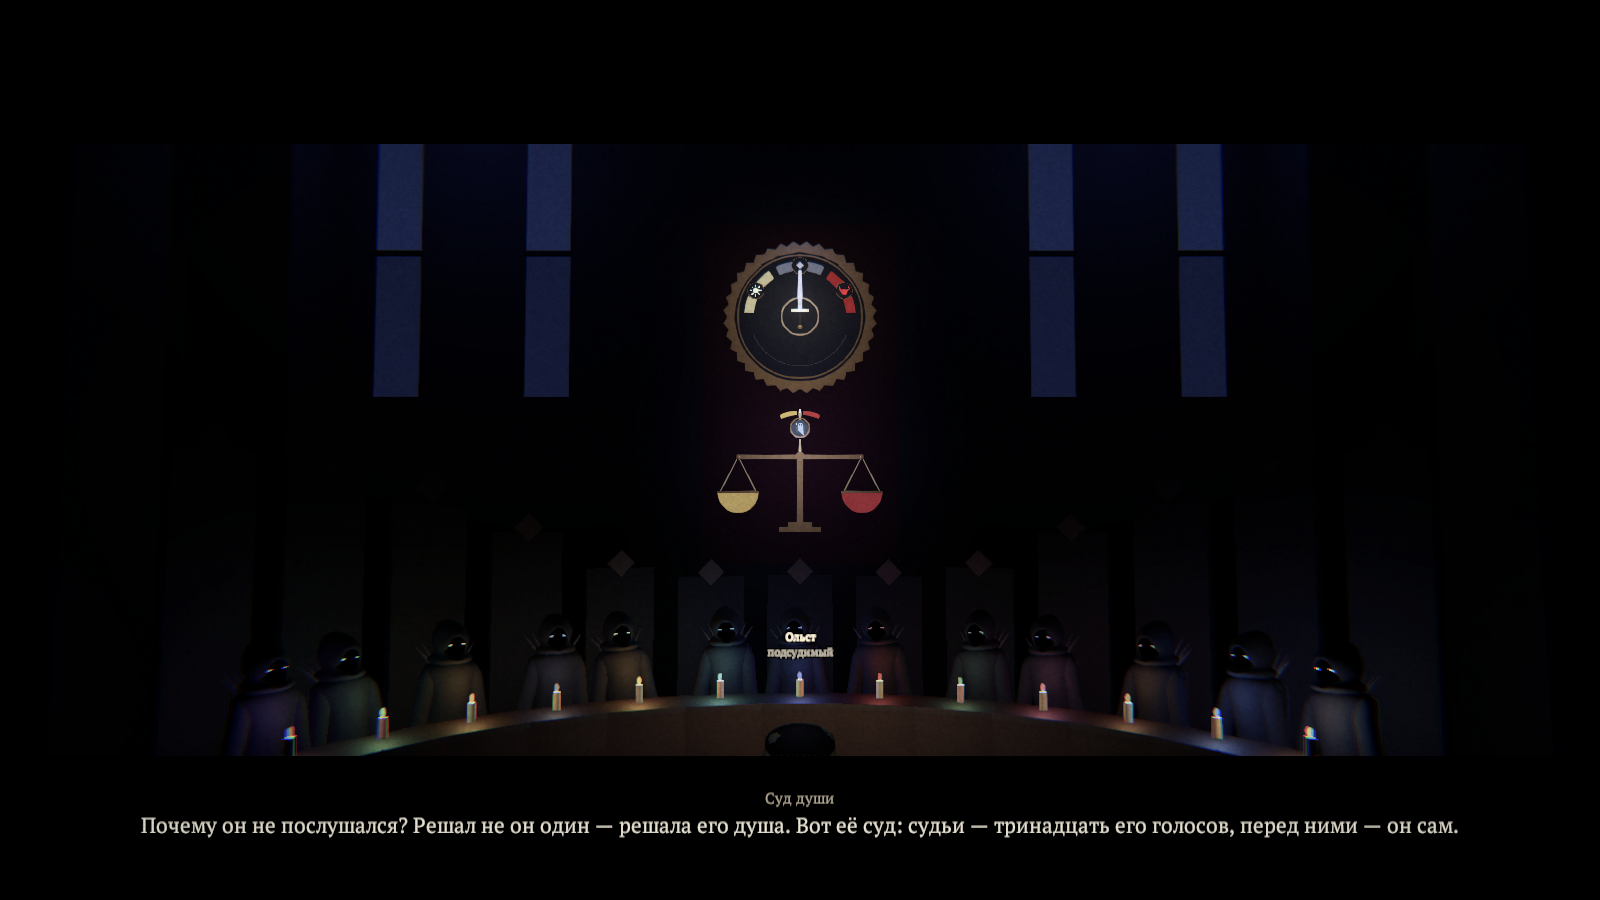 Ольст
подсудимый
Суд души
Почему он не послушался? Решал не он один — решала его душа. Вот её суд: судьи — тринадцать его голосов, перед ними — он сам.